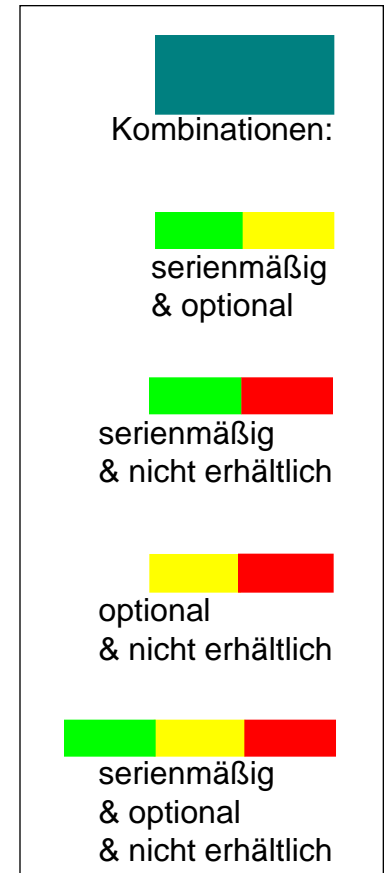 Kombinationen:
serienmäßig
& optional
serienmäßig
& nicht erhältlich
optional
& nicht erhältlich
serienmäßig
& optional
& nicht erhältlich